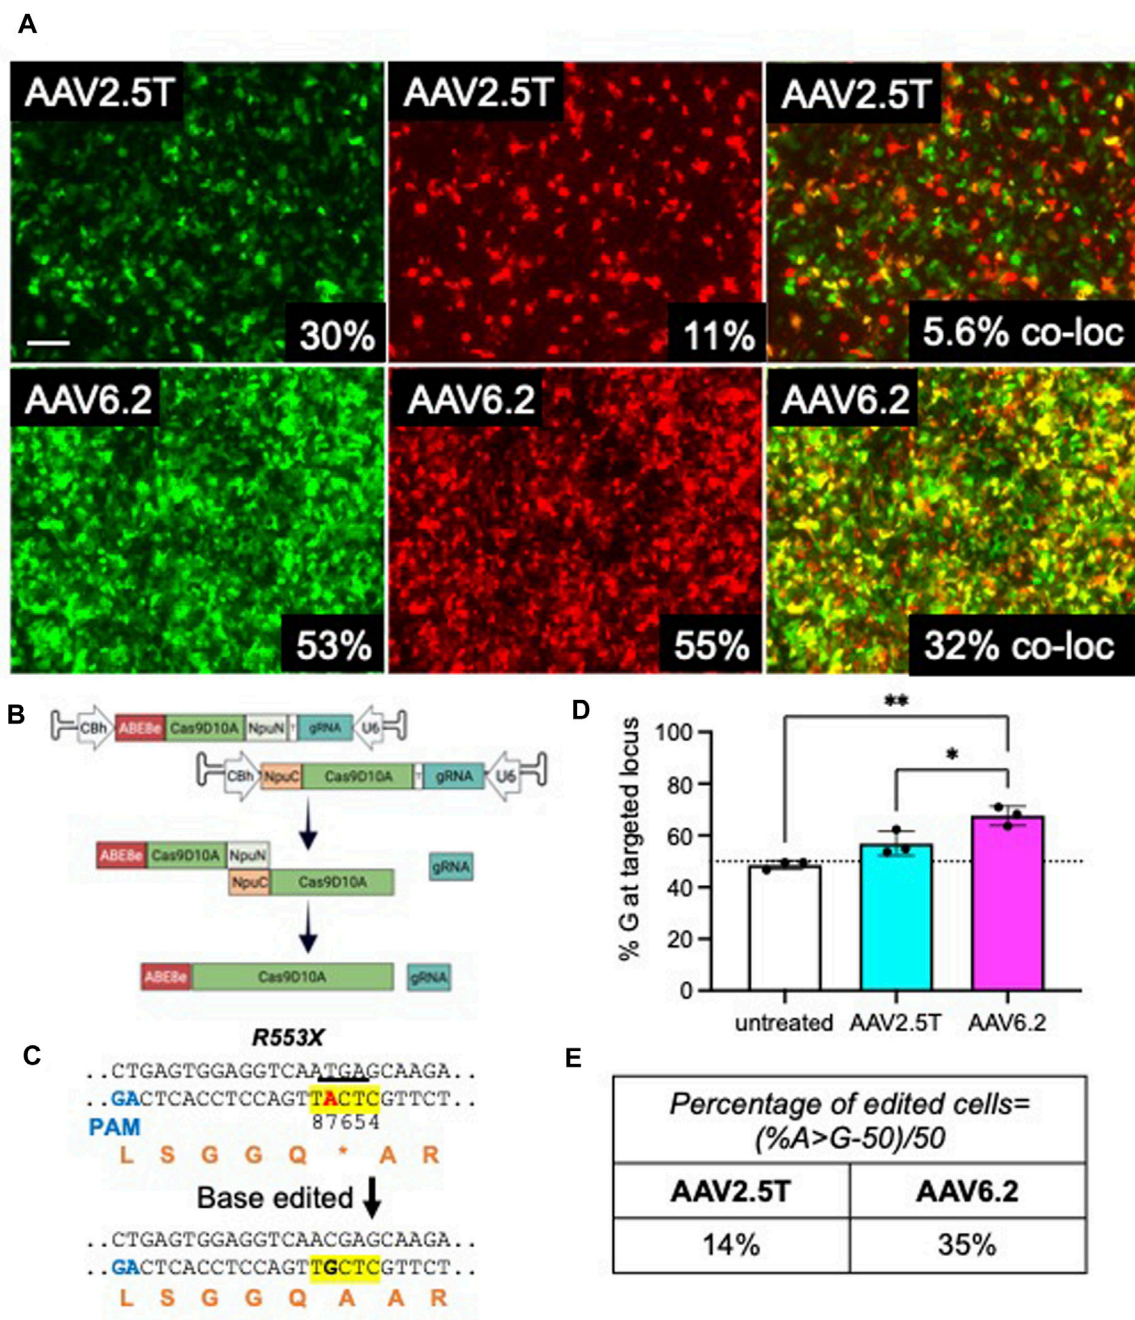 A
AAV2.5T
30%
AAV2.5T
11%
AAV2.5T
5.6% co-loc
AAV6.2
53%
AAV6.2
55%
AAV6.2
32% co-loc
B
CBh ABE8e Cas9D10A NpuN T gRNA U6
CBh NpuC Cas9D10A T gRNA U6
ABE8e Cas9D10A NpuN
NpuC Cas9D10A
gRNA
ABE8e Cas9D10A gRNA
C
R553X
..CTGAGTGGAGGTCAATGAGCAAGA..
..GACTCACCTCCAGTTACTCGTTCT..
PAM
87654
L S G G Q * A R
Base edited
..CTGAGTGGAGGTCAACGAGCAAGA..
..GACTCACCTCCAGTTGCTCGTTCT..
L S G G Q A A R
D
% G at targeted locus
100
80
60
40
20
0
**
*
untreated AAV2.5T AAV6.2
E
Percentage of edited cells=
(%A>G-50)/50
AAV2.5T AAV6.2
14% 35%